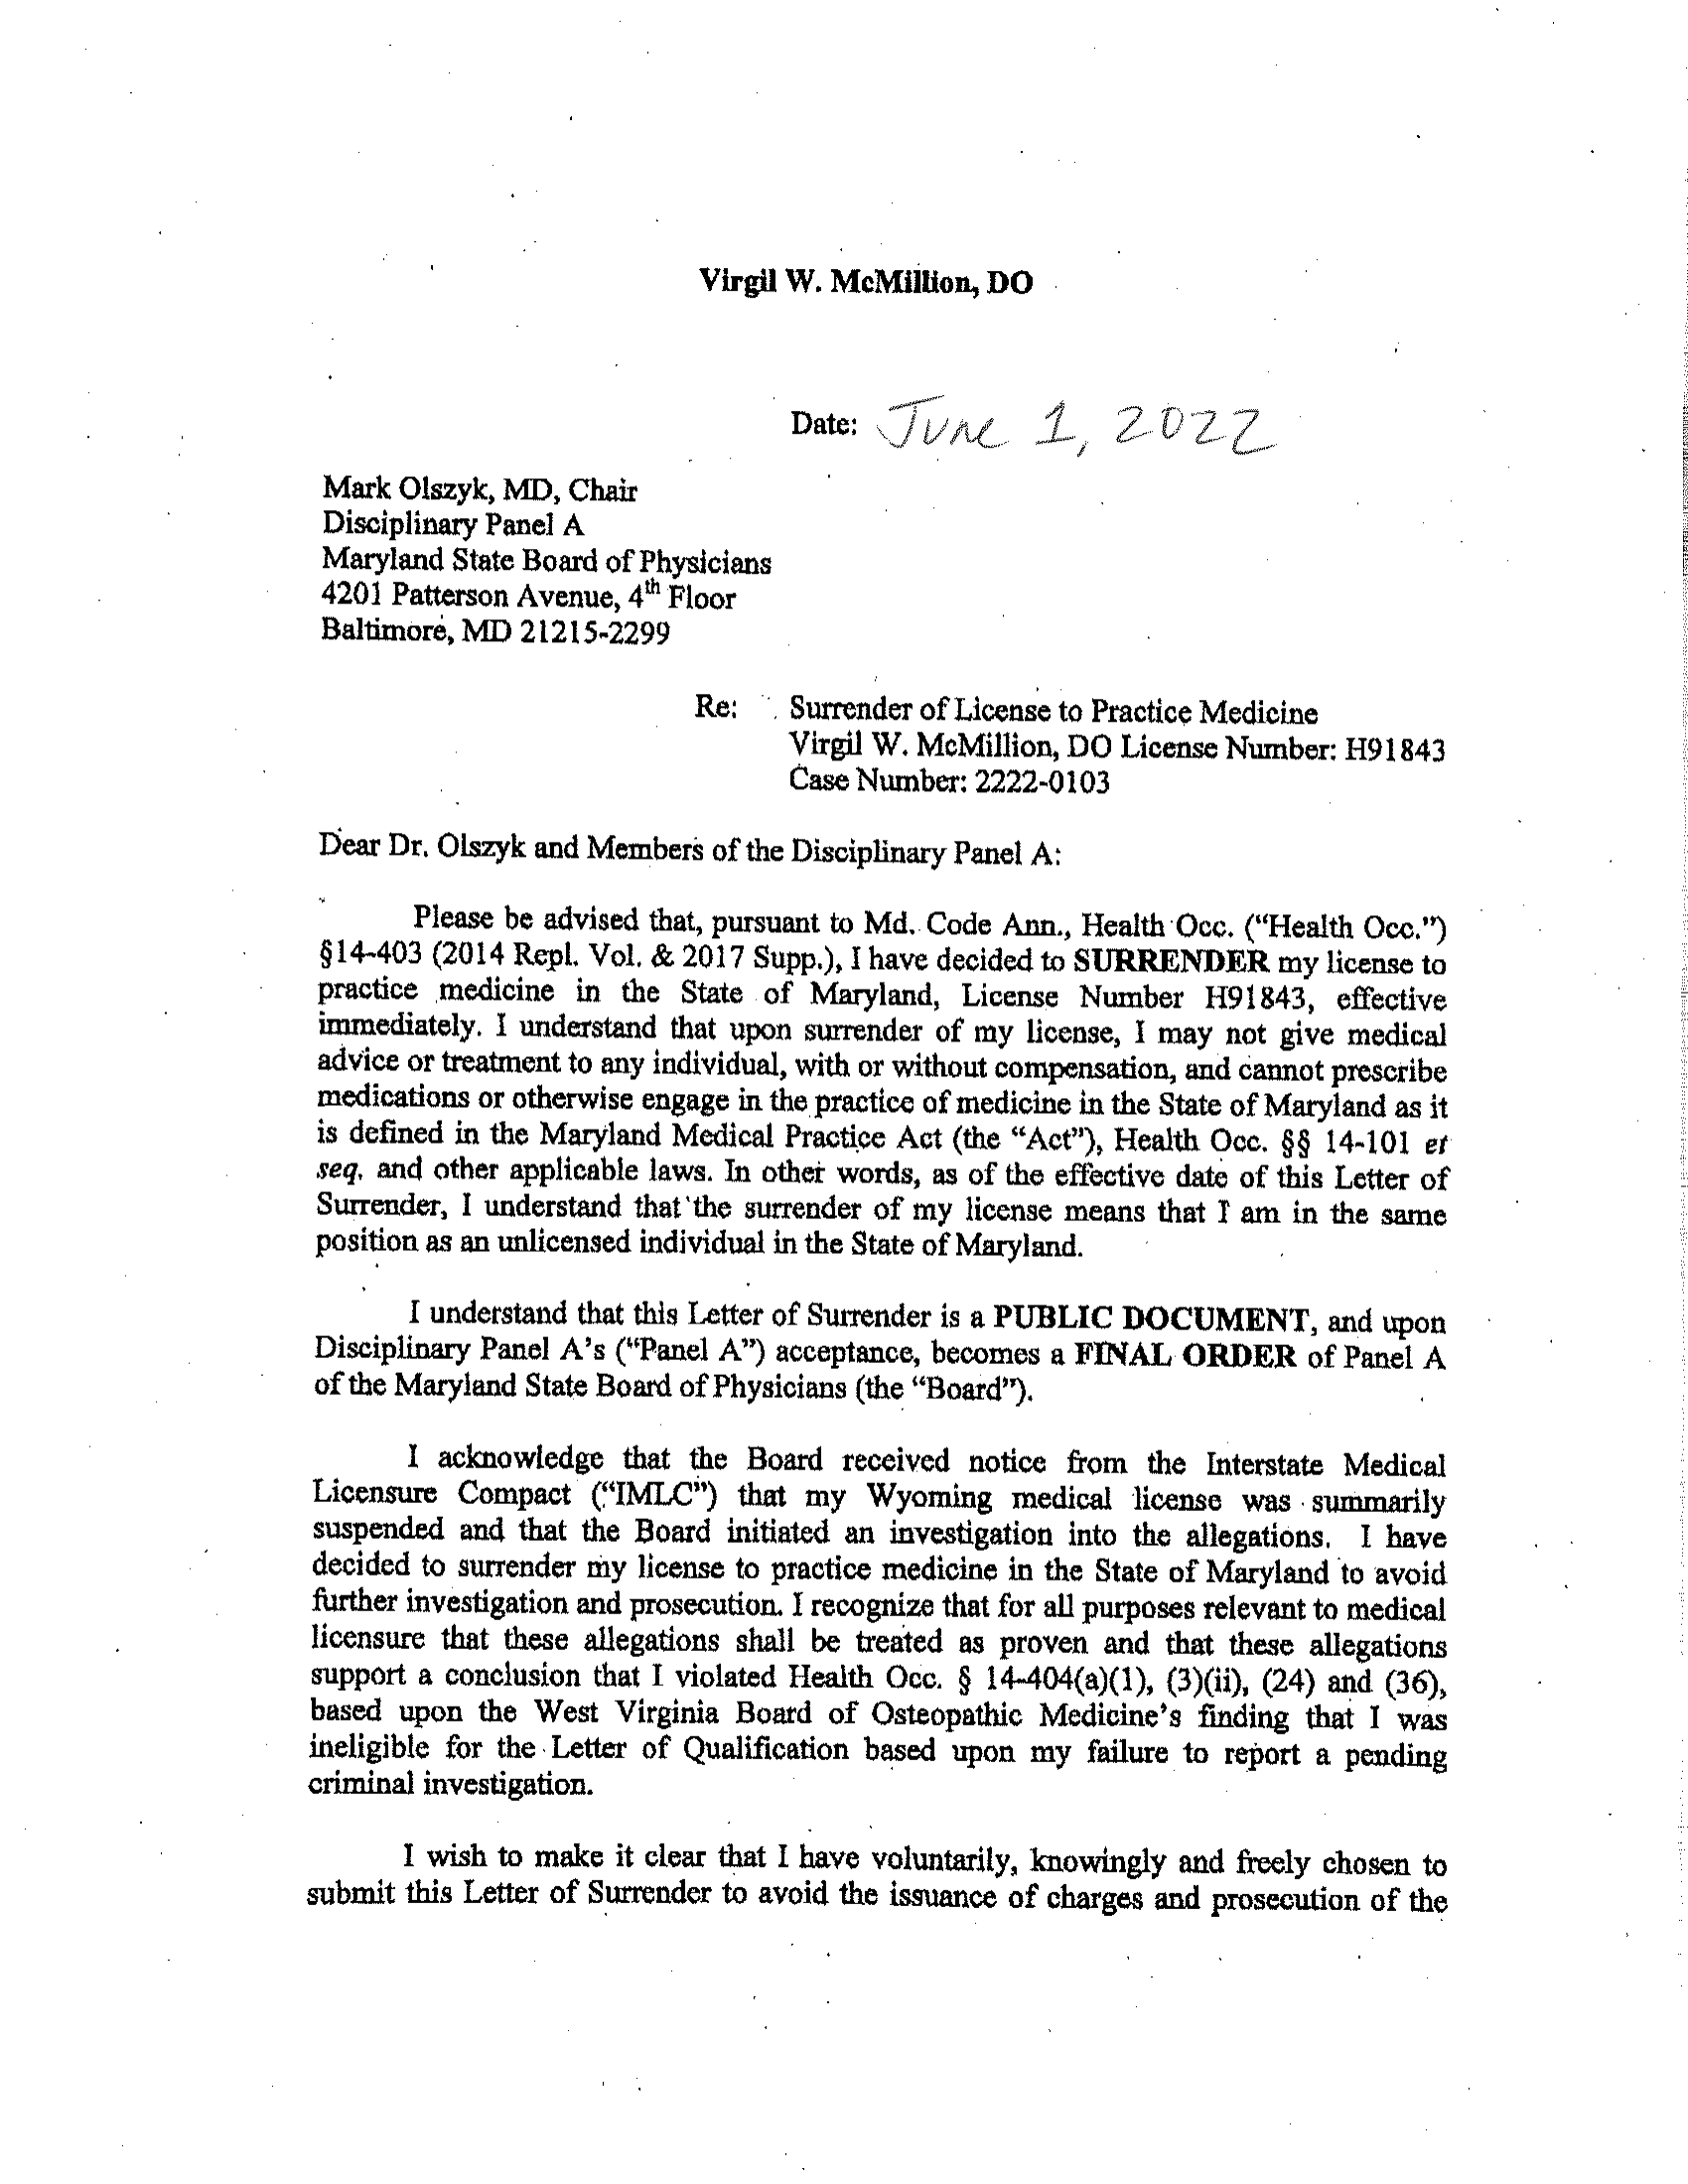 Virgil W. McMillion, DO
Date: June 1, 2022
Mark Olszyk, MD, Chair
Disciplinary Panel A
Maryland State Board of Physicians
4201 Patterson Avenue, 4th Floor
Baltimore, MD 21215-2299
Re: Surrender of License to Practice Medicine
Virgil W. McMillion, DO License Number: H91843
Case Number: 2222-0103
Dear Dr. Olszyk and Members of the Disciplinary Panel A:
Please be advised that, pursuant to Md. Code Ann., Health Occ. (“Health Occ.”)
§14-403 (2014 Repl. Vol. & 2017 Supp.), I have decided to SURRENDER my license to
practice medicine in the State of Maryland, License Number H91843, effective
immediately. I understand that upon surrender of my license, I may not give medical
advice or treatment to any individual, with or without compensation, and cannot prescribe
medications or otherwise engage in the practice of medicine in the State of Maryland as it
is defined in the Maryland Medical Practice Act (the “Act”), Health Occ. §§ 14-101 et
seq. and other applicable laws. In other words, as of the effective date of this Letter of
Surrender, I understand that the surrender of my license means that I am in the same
position as an unlicensed individual in the State of Maryland.
I understand that this Letter of Surrender is a PUBLIC DOCUMENT, and upon
Disciplinary Panel A’s (“Panel A”) acceptance, becomes a FINAL ORDER of Panel A
of the Maryland State Board of Physicians (the “Board”).
I acknowledge that the Board received notice from the Interstate Medical
Licensure Compact (“IMLC”) that my Wyoming medical license was summarily
suspended and that the Board initiated an investigation into the allegations. I have
decided to surrender my license to practice medicine in the State of Maryland to avoid
further investigation and prosecution. I recognize that for all purposes relevant to medical
licensure that these allegations shall be treated as proven and that these allegations
support a conclusion that I violated Health Occ. § 14-404(a)(1), (3)(ii), (24) and (36),
based upon the West Virginia Board of Osteopathic Medicine’s finding that I was
ineligible for the Letter of Qualification based upon my failure to report a pending
criminal investigation.
I wish to make it clear that I have voluntarily, knowingly and freely chosen to
submit this Letter of Surrender to avoid the issuance of charges and prosecution of the